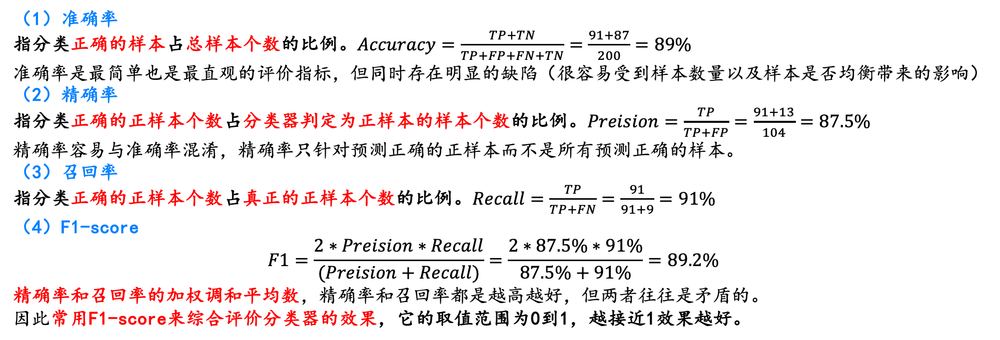 （1）准确率
指分类正确的样本占总样本个数的比例。Accuracy = \frac{TP+TN}{TP+FP+FN+TN} = \frac{91+87}{200} = 89%
准确率是最简单也是最直观的评价指标，但同时存在明显的缺陷（很容易受到样本数量以及样本是否均衡带来的影响）
（2）精确率
指分类正确的正样本个数占分类器判定为正样本的样本个数的比例。Preision = \frac{TP}{TP+FP} = \frac{91+13}{104} = 87.5%
精确率容易与准确率混淆，精确率只针对预测正确的正样本而不是所有预测正确的样本。
（3）召回率
指分类正确的正样本个数占真正的正样本个数的比例。Recall = \frac{TP}{TP+FN} = \frac{91}{91+9} = 91%
（4）F1-score
F1 = \frac{2 * Preision * Recall}{(Preision + Recall)} = \frac{2 * 87.5% * 91%}{87.5% + 91%} = 89.2%
精确率和召回率的加权调和平均数，精确率和召回率都是越高越好，但两者往往是矛盾的。
因此常用F1-score来综合评价分类器的效果，它的取值范围为0到1，越接近1效果越好。